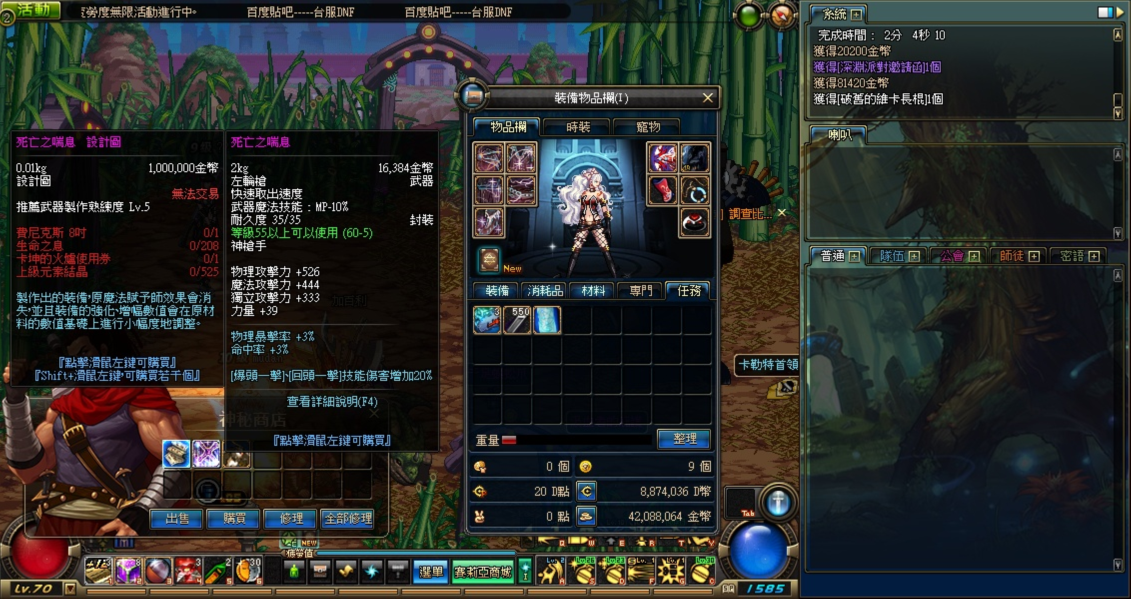 活動
勞度無限活動進行中。
百度貼吧-----台服DNF
百度貼吧-----台服DNF
死亡之喘息 設計圖
0.01kg
1,000,000金幣
設計圖
無法交易
推薦武器製作熟練度 Lv.5
費尼克斯 8吋
0/1
生命之息
0/208
卡坤的火爐使用券
0/1
上級元素結晶
0/525
製作出的裝備,原魔法賦予師效果會消
失,並且裝備的強化、增幅數值會在原材
料的數值基礎上進行小幅度地調整。
『點擊滑鼠左鍵可購買』
『Shift+滑鼠左鍵,可購買若干個』
死亡之喘息
2kg
16,384金幣
左輪槍
武器
快速取出速度
武器魔法技能 : MP-10%
耐久度 35/35
封裝
等級55以上可以使用 (60-5)
神槍手
物理攻擊力 +526
魔法攻擊力 +444
獨立攻擊力 +333
力量 +39
物理暴擊率 +3%
命中率 +3%
[爆頭一擊]、[回頭一擊]技能傷害增加20%
查看詳細說明(F4)
『點擊滑鼠左鍵可購買』
神秘商店
出售
購買
修理
全部修理
裝備物品欄(I)
物品欄
時裝
寵物
New
裝備
消耗品
材料
專門
任務
3
550
重量
整理
0 個
9 個
20 D點
8,874,036 D幣
0 點
42,088,064 金幣
調查比...
卡勒特首領
Tab
系統
完成時間： 2分 4秒 10
獲得20200金幣
獲得[深淵派對邀請函]1個
獲得81420金幣
獲得[破舊的維卡長棍]1個
喇叭
普通
隊伍
公會
師徒
密語
Lv.70
選單
賽莉亞商城
1585